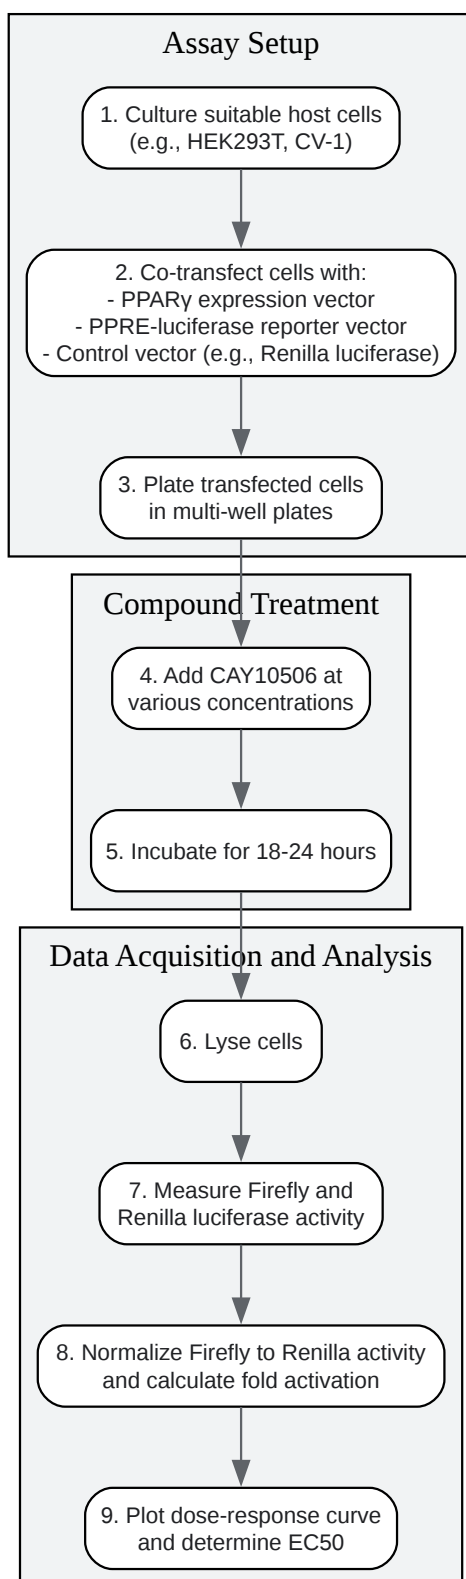 Assay Setup
1. Culture suitable host cells
(e.g., HEK293T, CV-1)
2. Co-transfect cells with:
- PPARγ expression vector
- PPRE-luciferase reporter vector
- Control vector (e.g., Renilla luciferase)
3. Plate transfected cells
in multi-well plates
Compound Treatment
4. Add CAY10506 at
various concentrations
5. Incubate for 18-24 hours
Data Acquisition and Analysis
6. Lyse cells
7. Measure Firefly and
Renilla luciferase activity
8. Normalize Firefly to Renilla activity
and calculate fold activation
9. Plot dose-response curve
and determine EC50